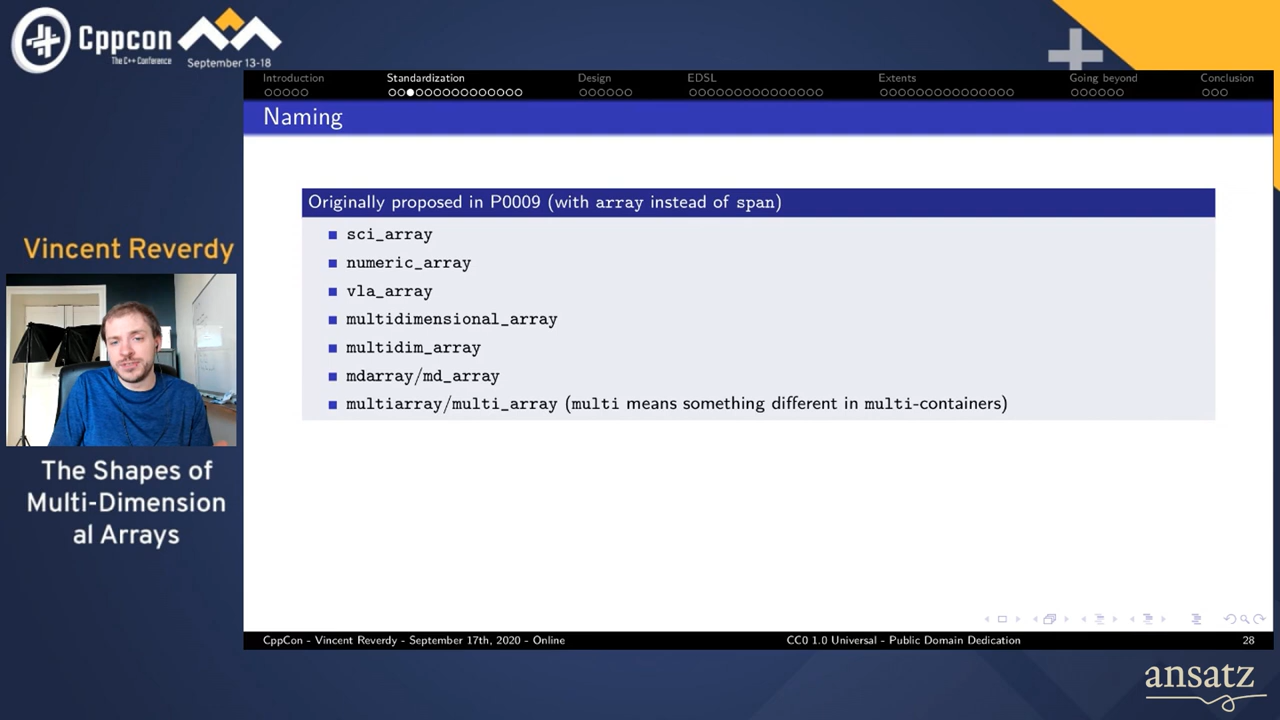 Cppcon
The C++ Conference
September 13-18
Introduction Standardization Design EDSL Extents Going beyond Conclusion
Naming
Originally proposed in P0009 (with array instead of span)
sci_array
numeric_array
vla_array
multidimensional_array
multidim_array
mdarray/md_array
multiarray/multi_array (multi means something different in multi-containers)
Vincent Reverdy
The Shapes of
Multi-Dimension
al Arrays
CppCon - Vincent Reverdy - September 17th, 2020 - Online CC0 1.0 Universal - Public Domain Dedication 28
ansatz